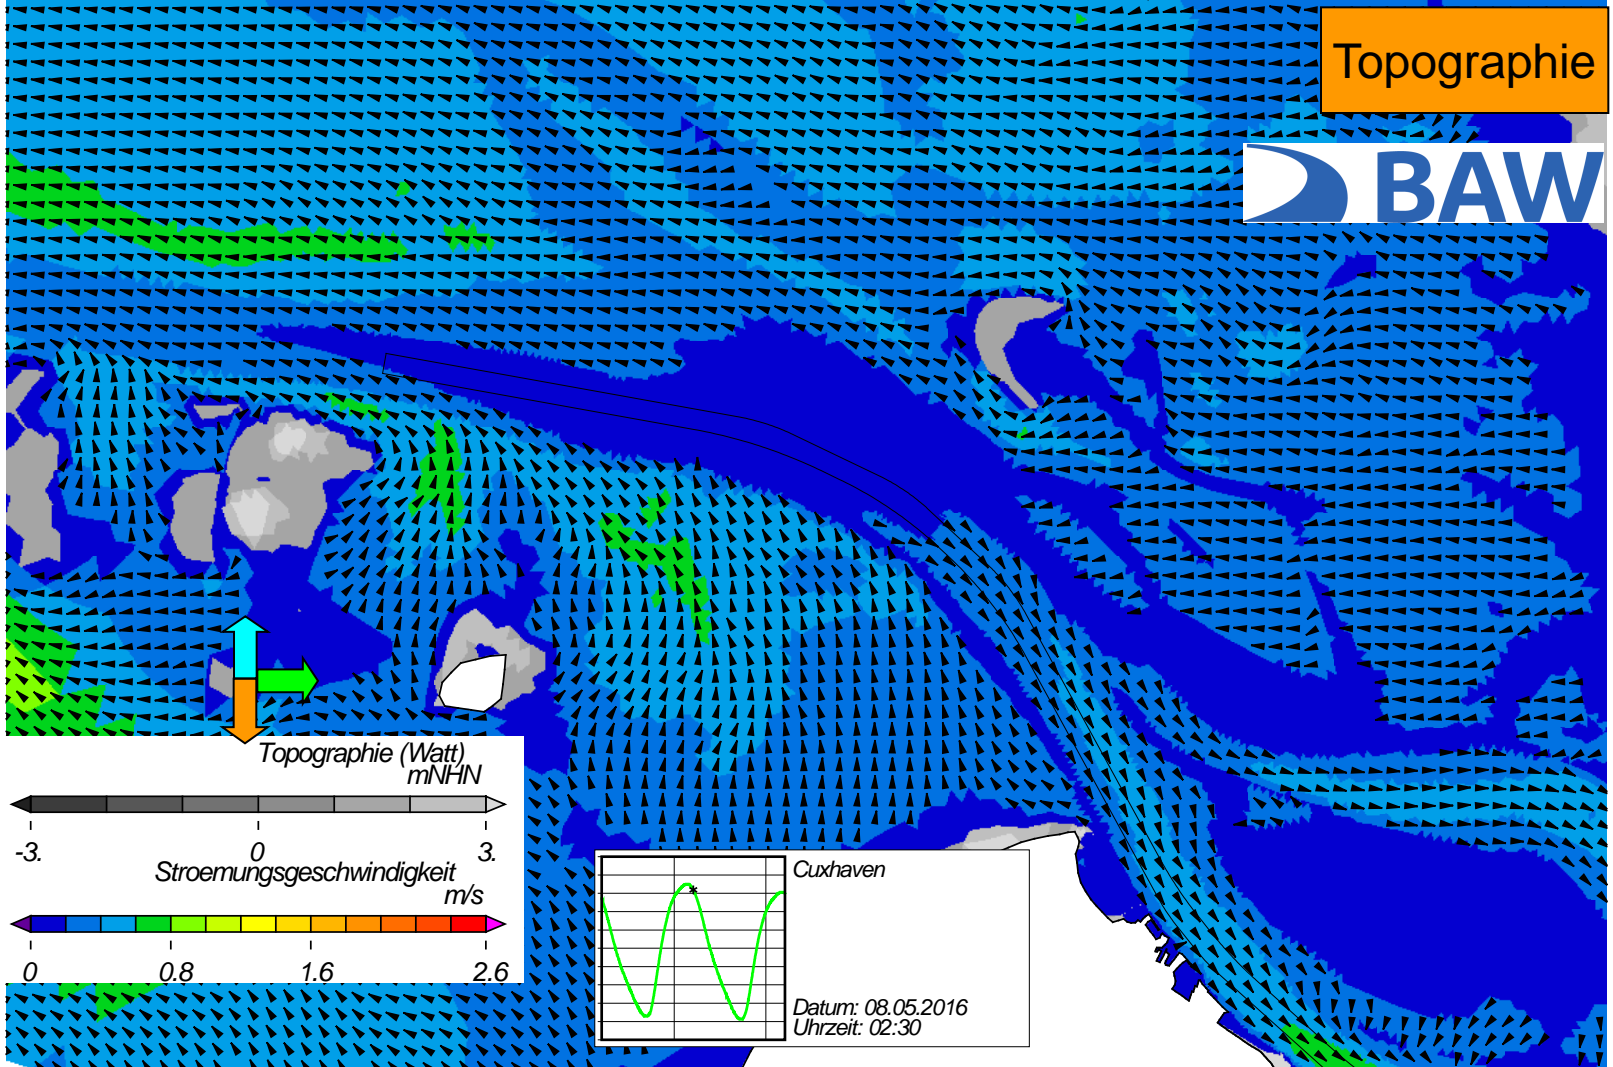 Topographie
BAW
Topographie (Watt)
mNHN
-3. 0 3.
Stroemungsgeschwindigkeit
m/s
0 0.8 1.6 2.6
Cuxhaven
Datum: 08.05.2016
Uhrzeit: 02:30